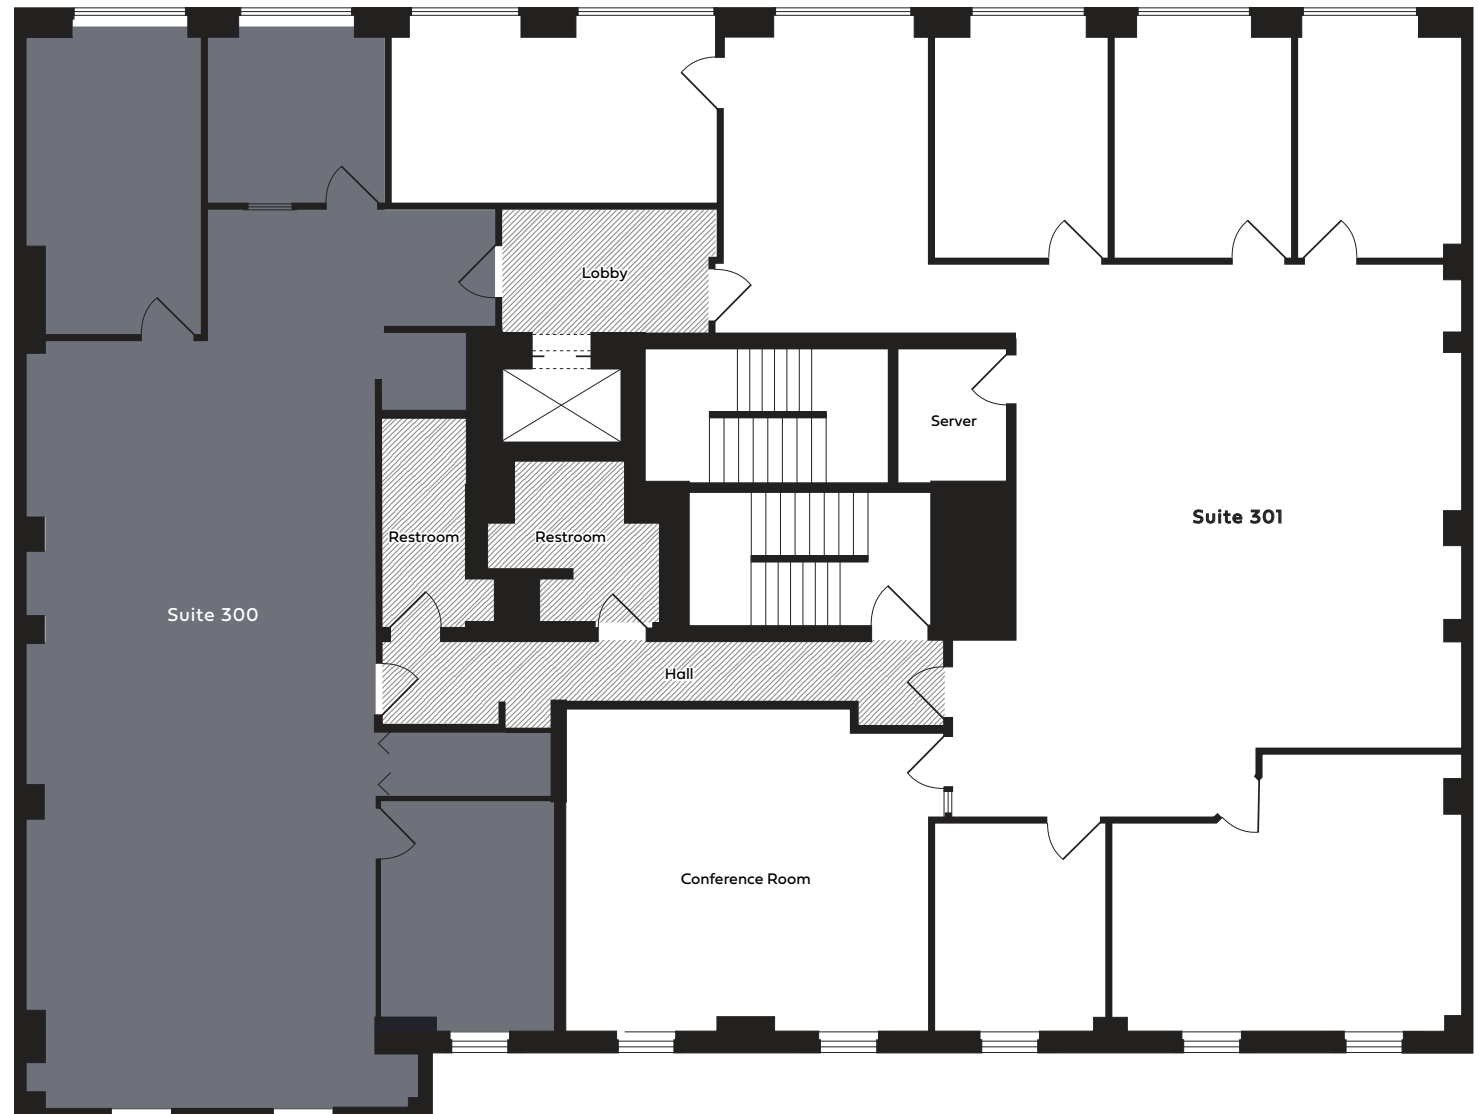 Lobby
Server
Suite 301
Restroom
Restroom
Suite 300
Hall
Conference Room